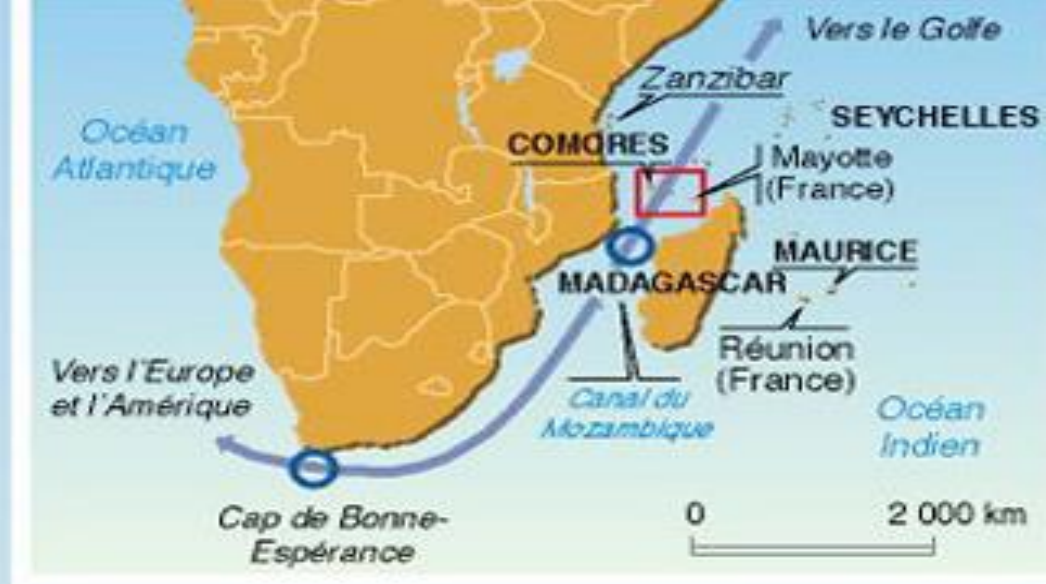 Vers le Golfe
Zanzibar
SEYCHELLES
Océan
Atlantique
COMORES
Mayotte
(France)
MAURICE
MADAGASCAR
Réunion
(France)
Vers l'Europe
et l'Amérique
Canal du
Mozambique
Océan
Indien
Cap de Bonne-
Espérance
0
2 000 km